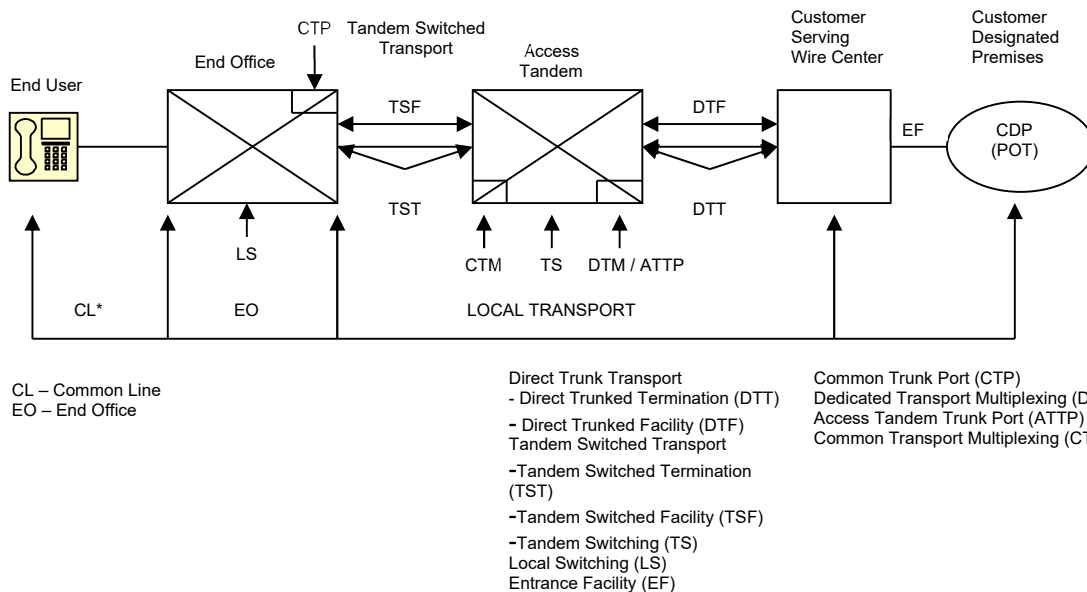 CTP
Tandem Switched
Transport
Access
Tandem
Customer
Serving
Wire Center
Customer
Designated
Premises
End Office
End User
TSF
DTF
EF
CDP
(POT)
TST
DTT
LS
CTM
TS
DTM / ATTP
CL*
EO
LOCAL TRANSPORT
CL – Common Line
EO – End Office
Direct Trunk Transport
- Direct Trunked Termination (DTT)
- Direct Trunked Facility (DTF)
Tandem Switched Transport
-Tandem Switched Termination
(TST)
-Tandem Switched Facility (TSF)
-Tandem Switching (TS)
Local Switching (LS)
Entrance Facility (EF)
Common Trunk Port (CTP)
Dedicated Transport Multiplexing (D
Access Tandem Trunk Port (ATTP)
Common Transport Multiplexing (CT